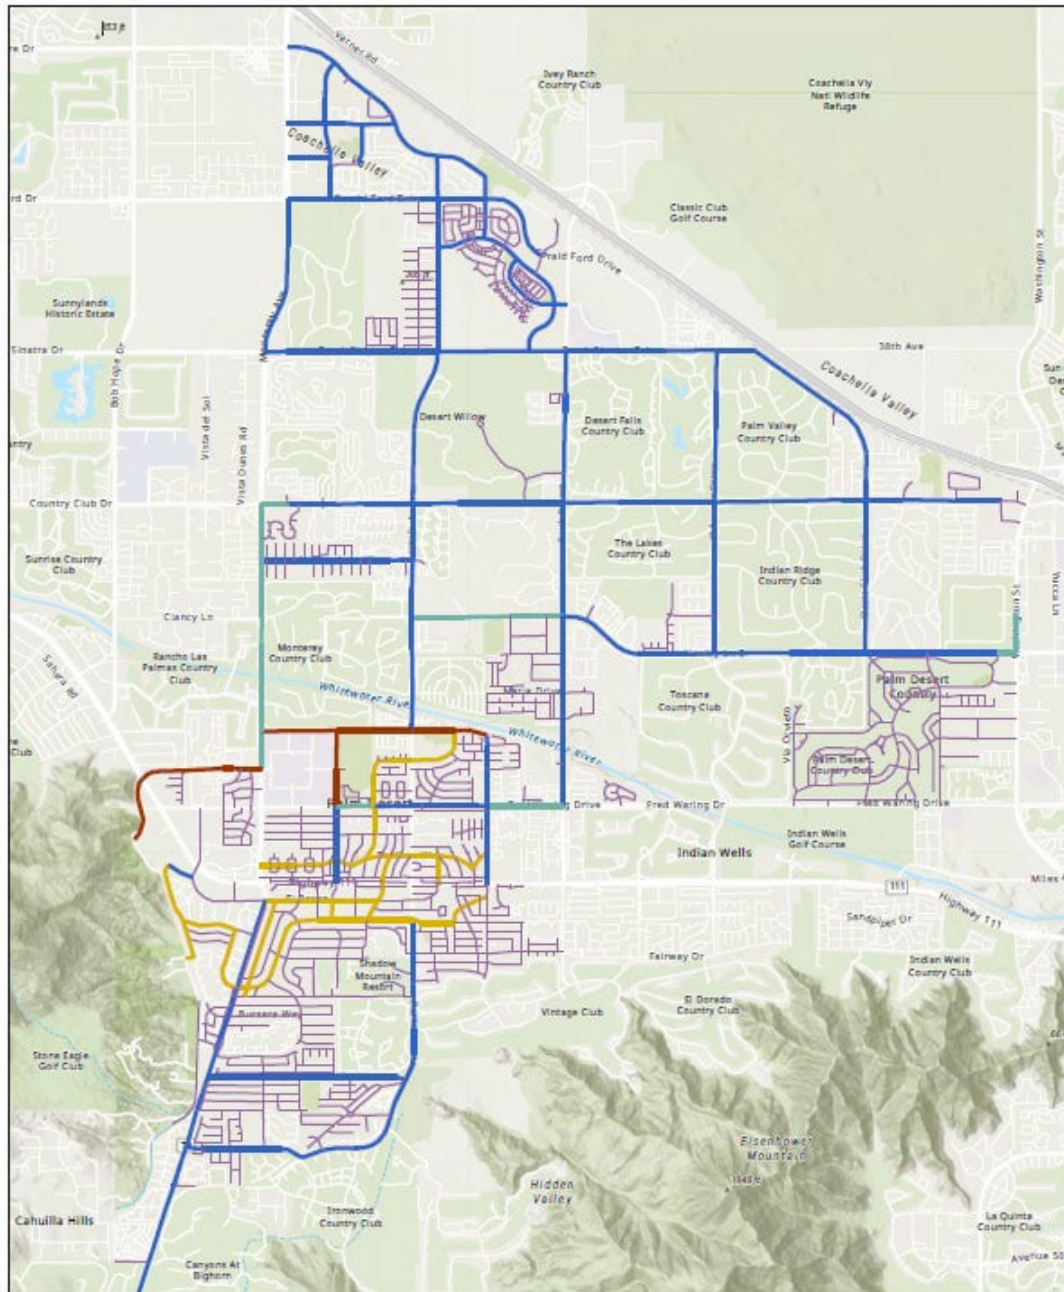 Varner Rd
Ivey Ranch
Country Club
Coachella Vly
Natl Wildlife
Refuge
Coachella Valley
Classic Club
Golf Course
Washington St
Ford Drive
Sunnylands
Historic Estate
Sinatra Dr
Bob Hope Dr
38th Ave
Coachella Valley
Vista del Sol
Vista Dunes Rd
Desert Willow
Desert Falls
Country Club
Palm Valley
Country Club
Country Club Dr
Sunrise Country
Club
The Lakes
Country Club
Indian Ridge
Country Club
Yucca Ln
Clancy Ln
Sahara Rd
Rancho Las
Palmas Country
Club
Monterey
Country Club
Whitewater River
Toscana
Country Club
Palm Desert
Country
Whitewater River
Palm Desert
Country Club
Fred Waring Dr
Fred Waring Drive
Indian Wells
Golf Course
Indian Wells
111
Highway 111
Miles
Sandpiper Dr
Fairway Dr
Indian Wells
Country Club
Shadow
Mountain
Resort
El Dorado
Country Club
Vintage Club
Stone Eagle
Golf Club
Eisenhower
Mountain
Hidden
Valley
Ironwood
Country Club
Cahuilla Hills
La Quinta
Country Club
Canyons At
Bighorn